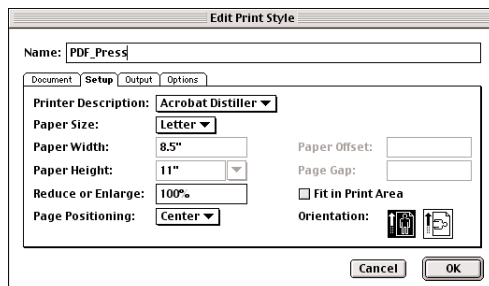 Edit Print Style
Name: PDF_Press
Document Setup Output Options
Printer Description: Acrobat Distiller
Paper Size: Letter
Paper Width: 8.5" Paper Offset:
Paper Height: 11" Page Gap:
Reduce or Enlarge: 100% Fit in Print Area
Page Positioning: Center Orientation:
Cancel OK